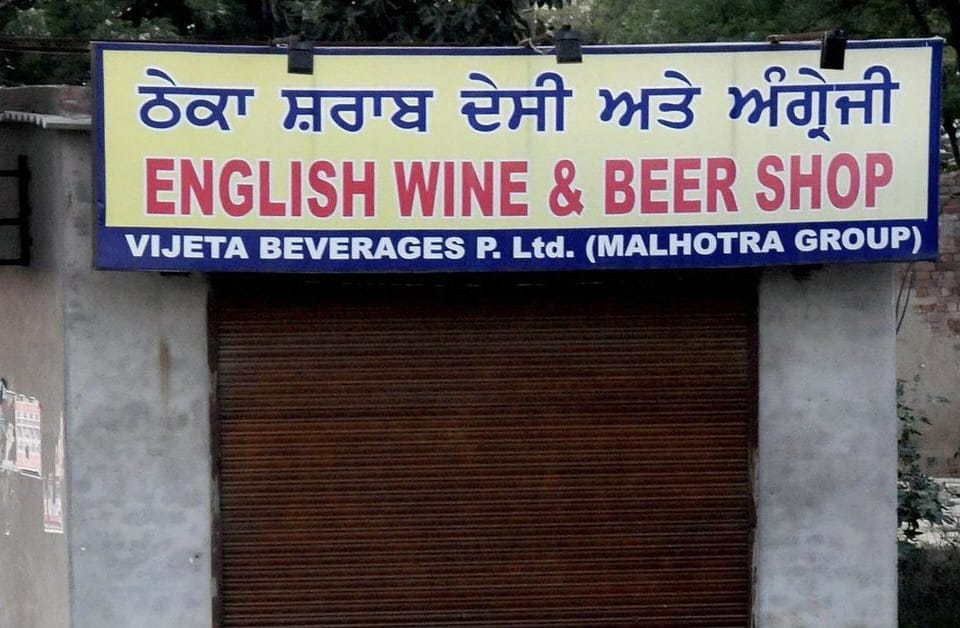 ਠੇਕਾ ਸ਼ਰਾਬ ਦੇਸੀ ਅਤੇ ਅੰਗ੍ਰੇਜੀ
ENGLISH WINE & BEER SHOP
VIJETA BEVERAGES P. Ltd. (MALHOTRA GROUP)